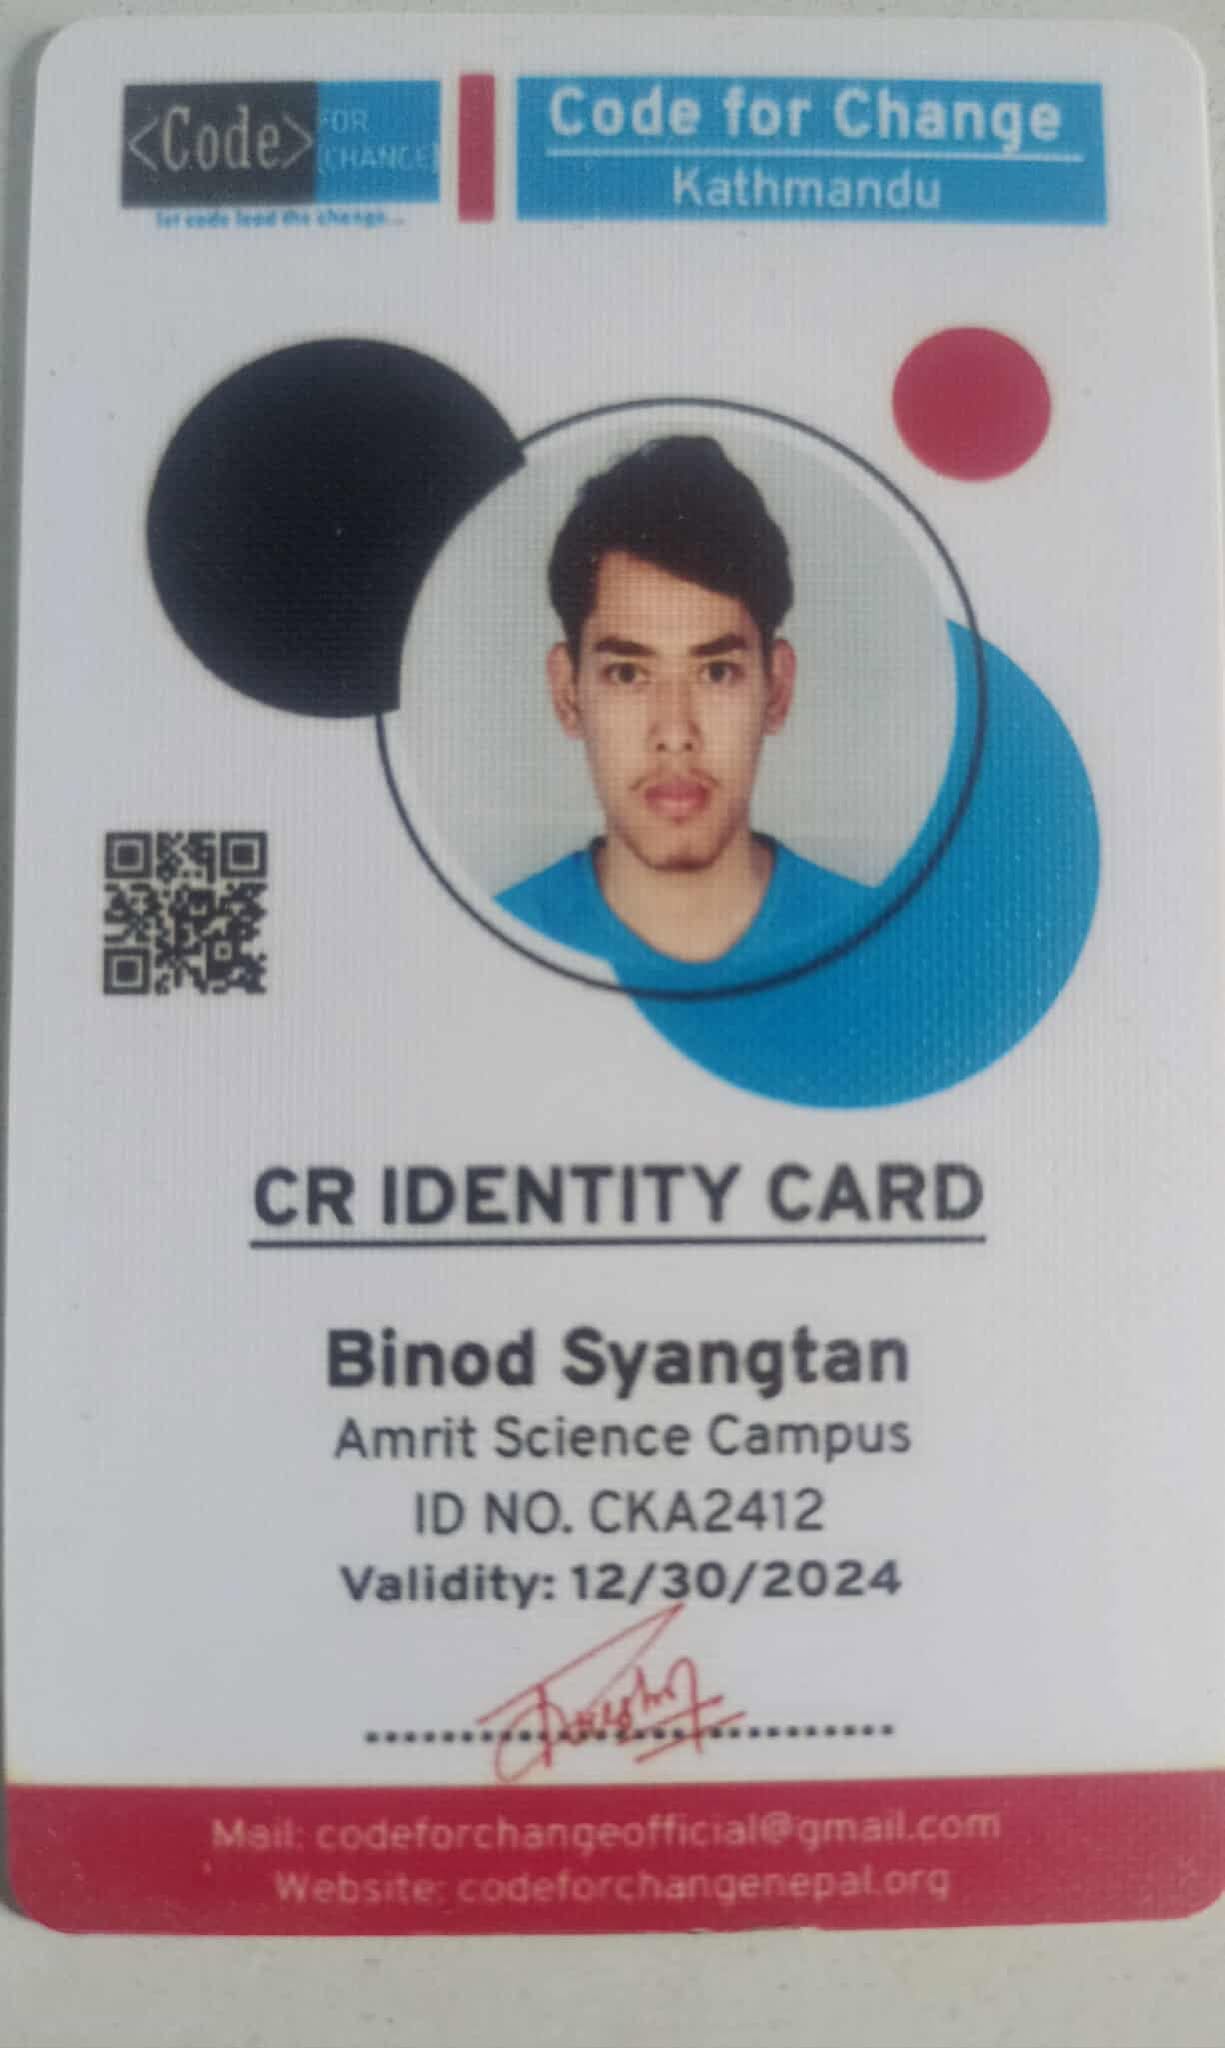 <Code> FOR
[CHANGE]
let code lead the change...
Code for Change
Kathmandu
CR IDENTITY CARD
Binod Syangtan
Amrit Science Campus
ID NO. CKA2412
Validity: 12/30/2024
Mail: codeforchangeofficial@gmail.com
Website: codeforchangenepal.org